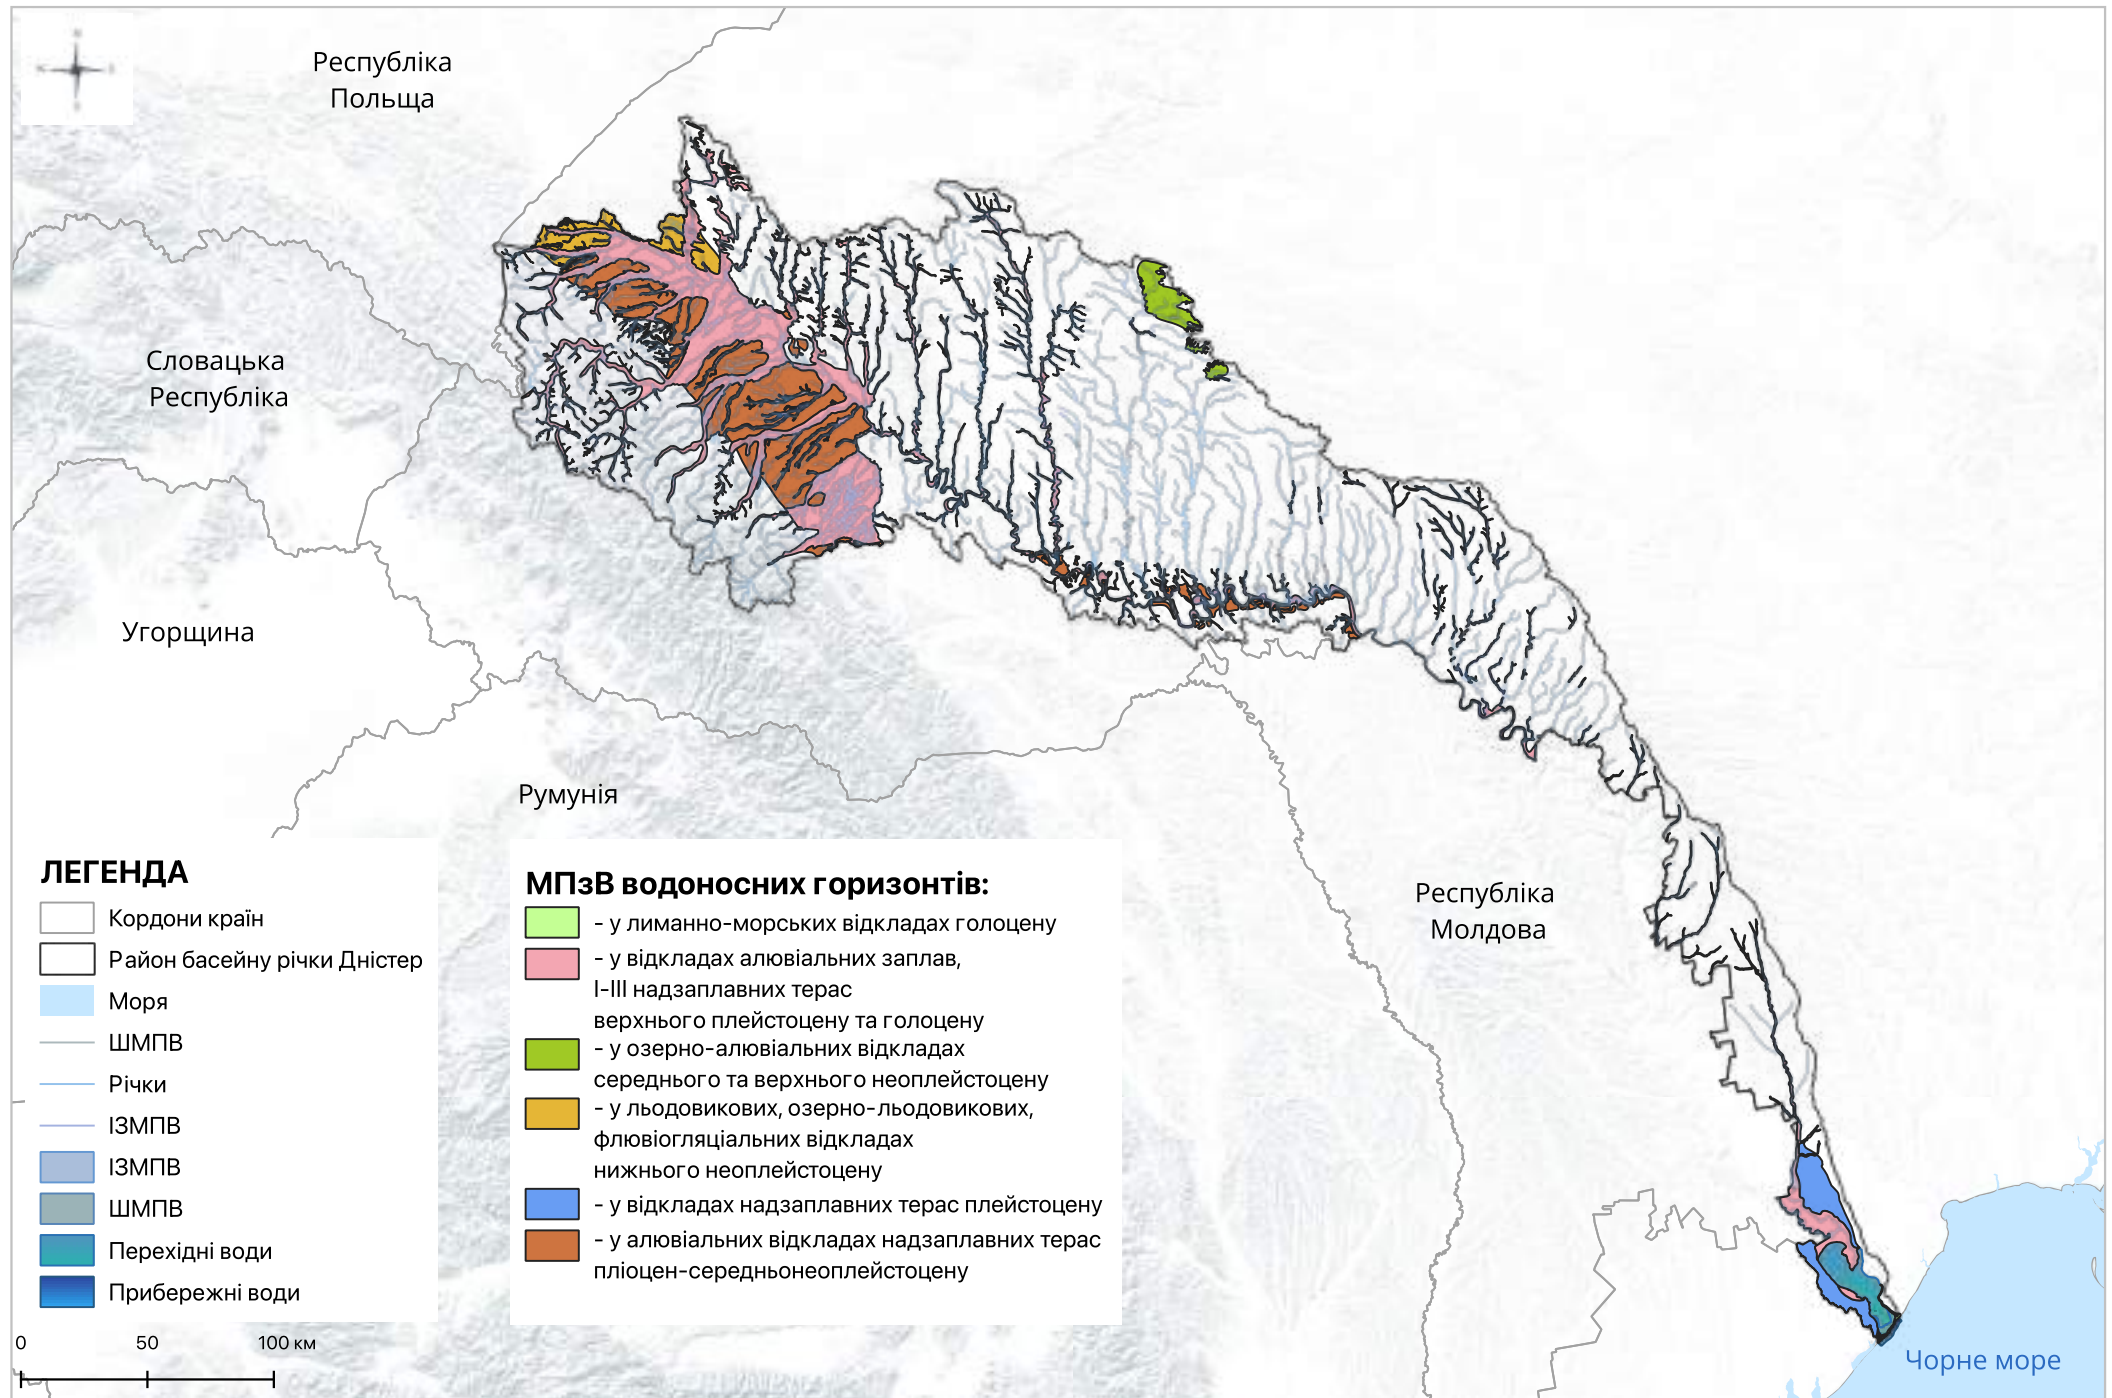 Республіка
Польща
Словацька
Республіка
Угорщина
Румунія
Республіка
Молдова
Чорне море
ЛЕГЕНДА
Кордони країн
Район басейну річки Дністер
Моря
ШМПВ
Річки
ІЗМПВ
ІЗМПВ
ШМПВ
Перехідні води
Прибережні води
0 50 100 км
МПзВ водоносних горизонтів:
- у лиманно-морських відкладах голоцену
- у відкладах алювіальних заплав,
І-ІІІ надзаплавних терас
верхнього плейстоцену та голоцену
- у озерно-алювіальних відкладах
середнього та верхнього неоплейстоцену
- у льодовикових, озерно-льодовикових,
флювіогляціальних відкладах
нижнього неоплейстоцену
- у відкладах надзаплавних терас плейстоцену
- у алювіальних відкладах надзаплавних терас
пліоцен-середньонеоплейстоцену